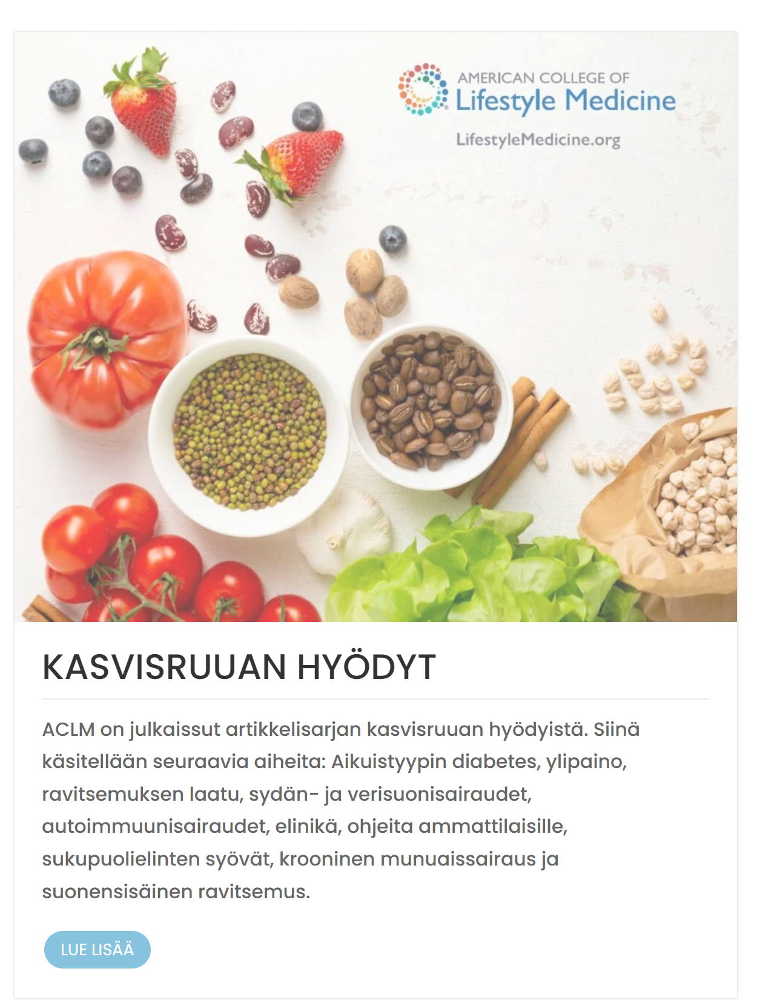 AMERICAN COLLEGE OF
Lifestyle Medicine
LifestyleMedicine.org
KASVISRUUAN HYÖDYT
ACLM on julkaissut artikkelisarjan kasvisruuan hyödyistä. Siinä
käsitellään seuraavia aiheita: Aikuistyypin diabetes, ylipaino,
ravitsemuksen laatu, sydän- ja verisuonisairaudet,
autoimmuunisairaudet, elinikä, ohjeita ammattilaisille,
sukupuolielinten syövät, krooninen munuaissairaus ja
suonensisäinen ravitsemus.
LUE LISÄÄ